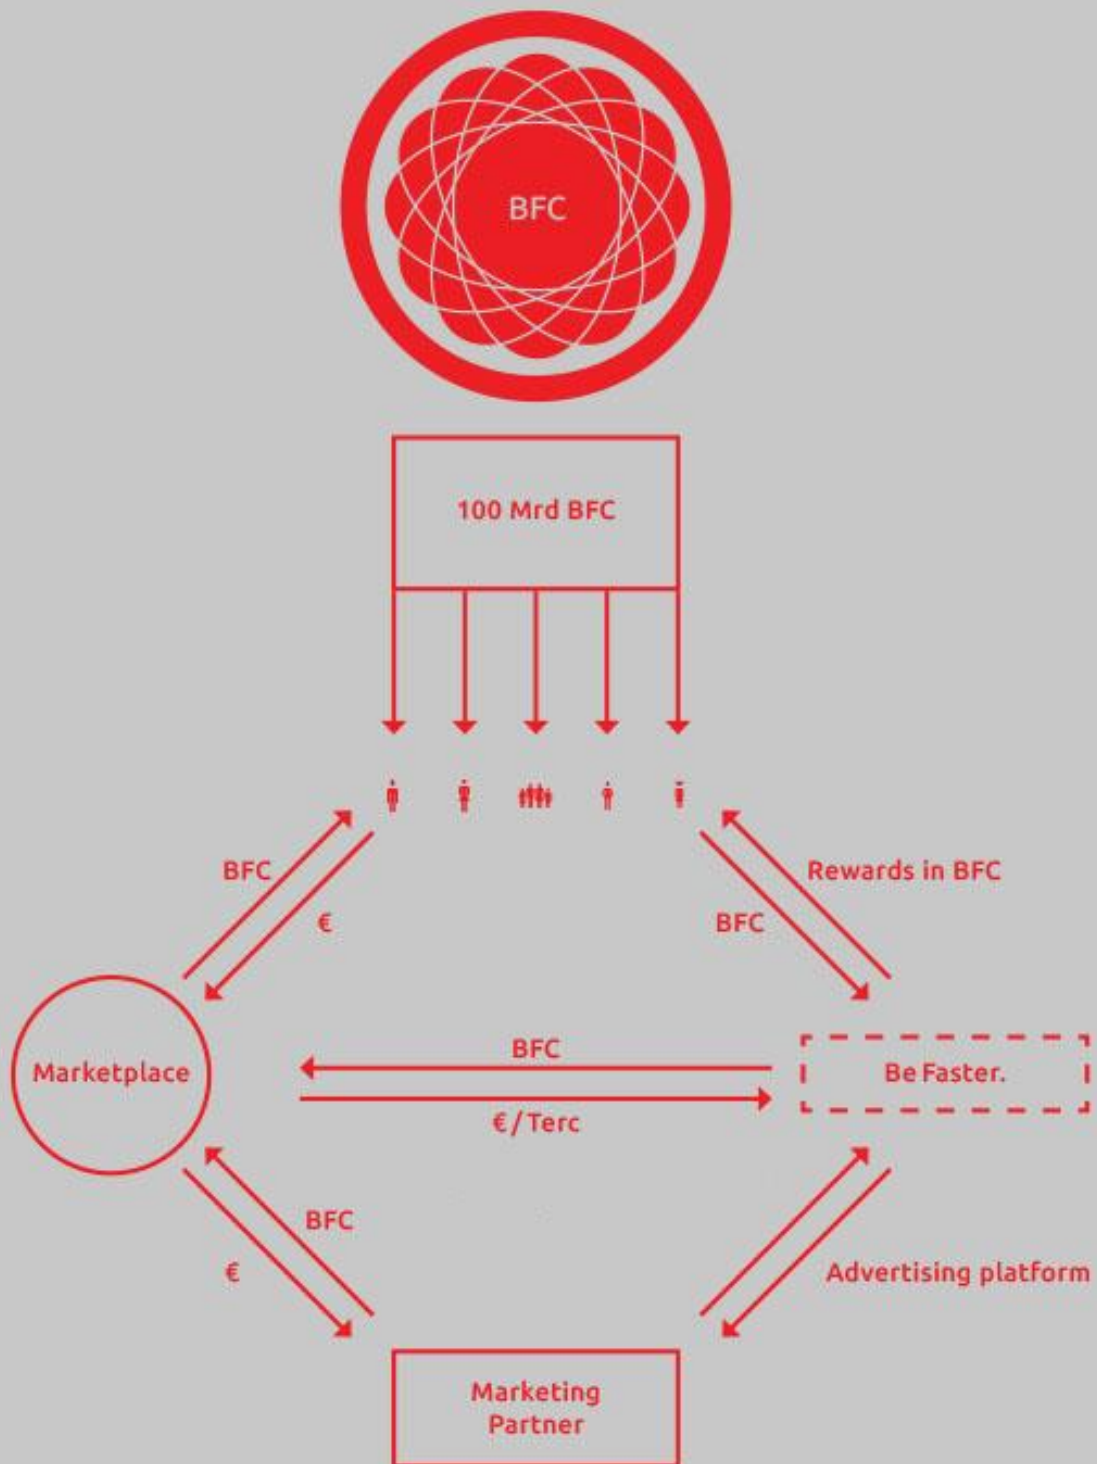 BFC
100 Mrd BFC
BFC
Rewards in BFC
€
BFC
Marketplace
BFC
Be Faster.
€ / Terc
BFC
€
Advertising platform
Marketing
Partner